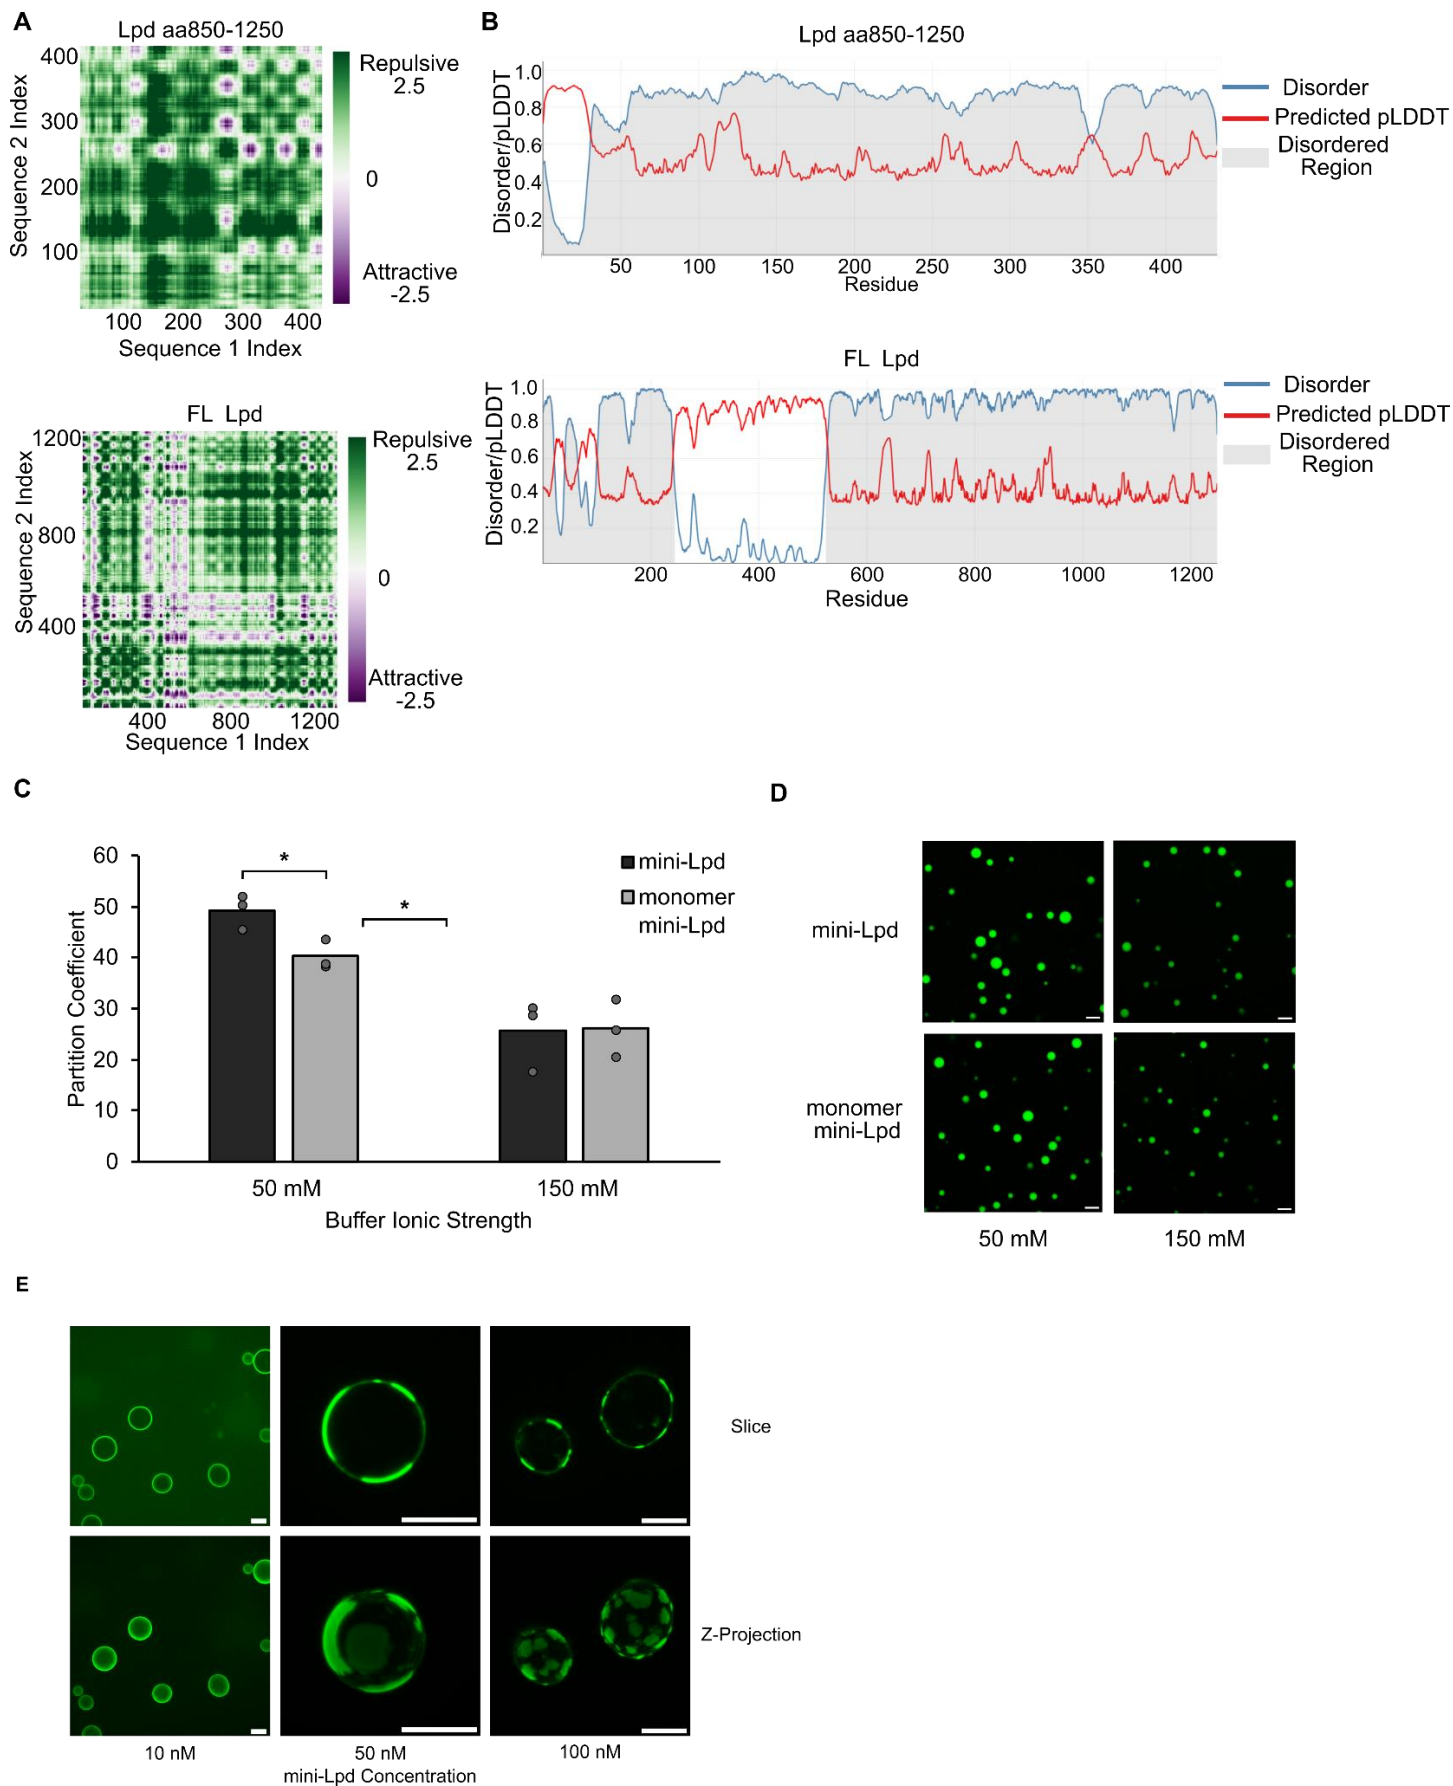 A
Lpd aa850-1250
Sequence 2 Index
400
300
200
100
100 200 300 400
Sequence 1 Index
Repulsive
2.5
0
Attractive
-2.5
FL Lpd
Sequence 2 Index
1200
800
400
400 800 1200
Sequence 1 Index
Repulsive
2.5
0
Attractive
-2.5
B
Lpd aa850-1250
Disorder/pLDDT
1.0
0.8
0.6
0.4
0.2
50 100 150 200 250 300 350 400
Residue
Disorder
Predicted pLDDT
Disordered
Region
FL Lpd
Disorder/pLDDT
1.0
0.8
0.6
0.4
0.2
200 400 600 800 1000 1200
Residue
Disorder
Predicted pLDDT
Disordered
Region
C
Partition Coefficient
60
50
40
30
20
10
0
*
*
mini-Lpd
monomer
mini-Lpd
50 mM 150 mM
Buffer Ionic Strength
D
mini-Lpd
monomer
mini-Lpd
50 mM 150 mM
E
Slice
Z-Projection
10 nM 50 nM 100 nM
mini-Lpd Concentration